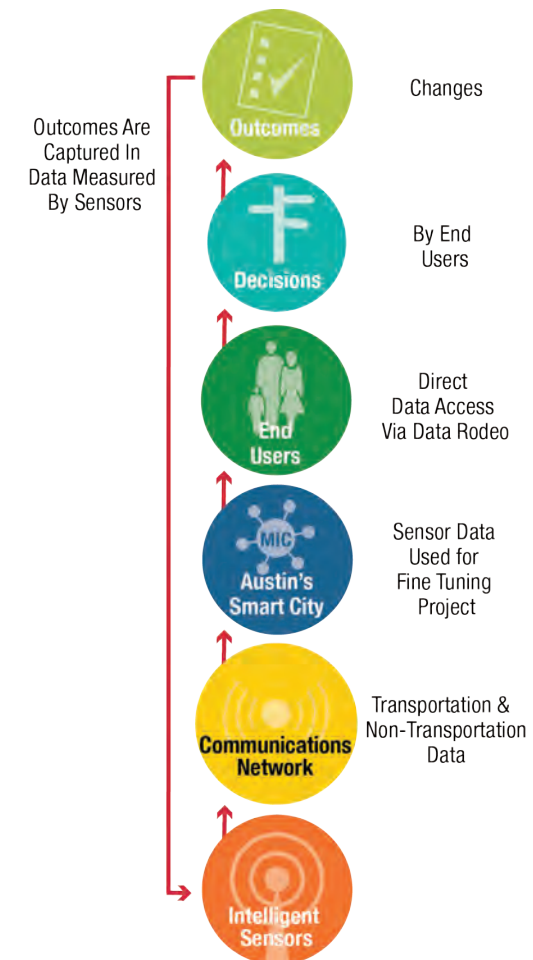 Outcomes
Changes
Outcomes Are
Captured In
Data Measured
By Sensors
Decisions
By End
Users
End
Users
Direct
Data Access
Via Data Rodeo
MIC
Austin's
Smart City
Sensor Data
Used for
Fine Tuning
Project
Communications
Network
Transportation &
Non-Transportation
Data
Intelligent
Sensors